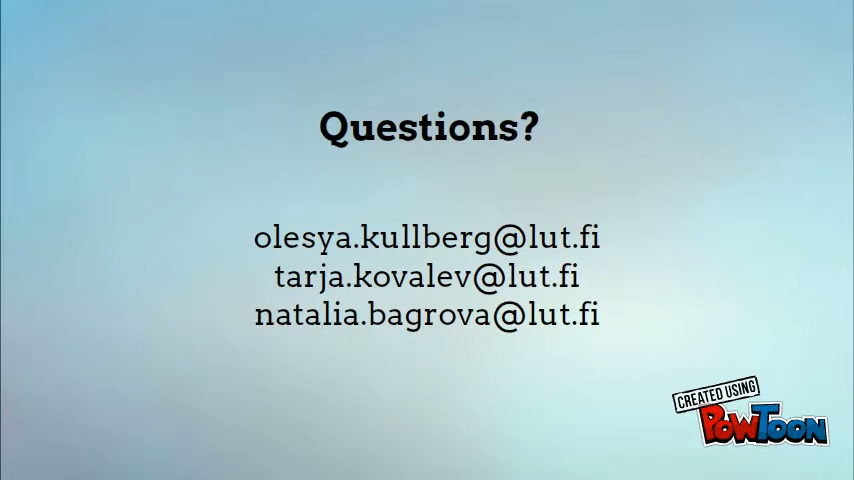 Questions?
olesya.kullberg@lut.fi
tarja.kovalev@lut.fi
natalia.bagrova@lut.fi
CREATED USING
POWTOON